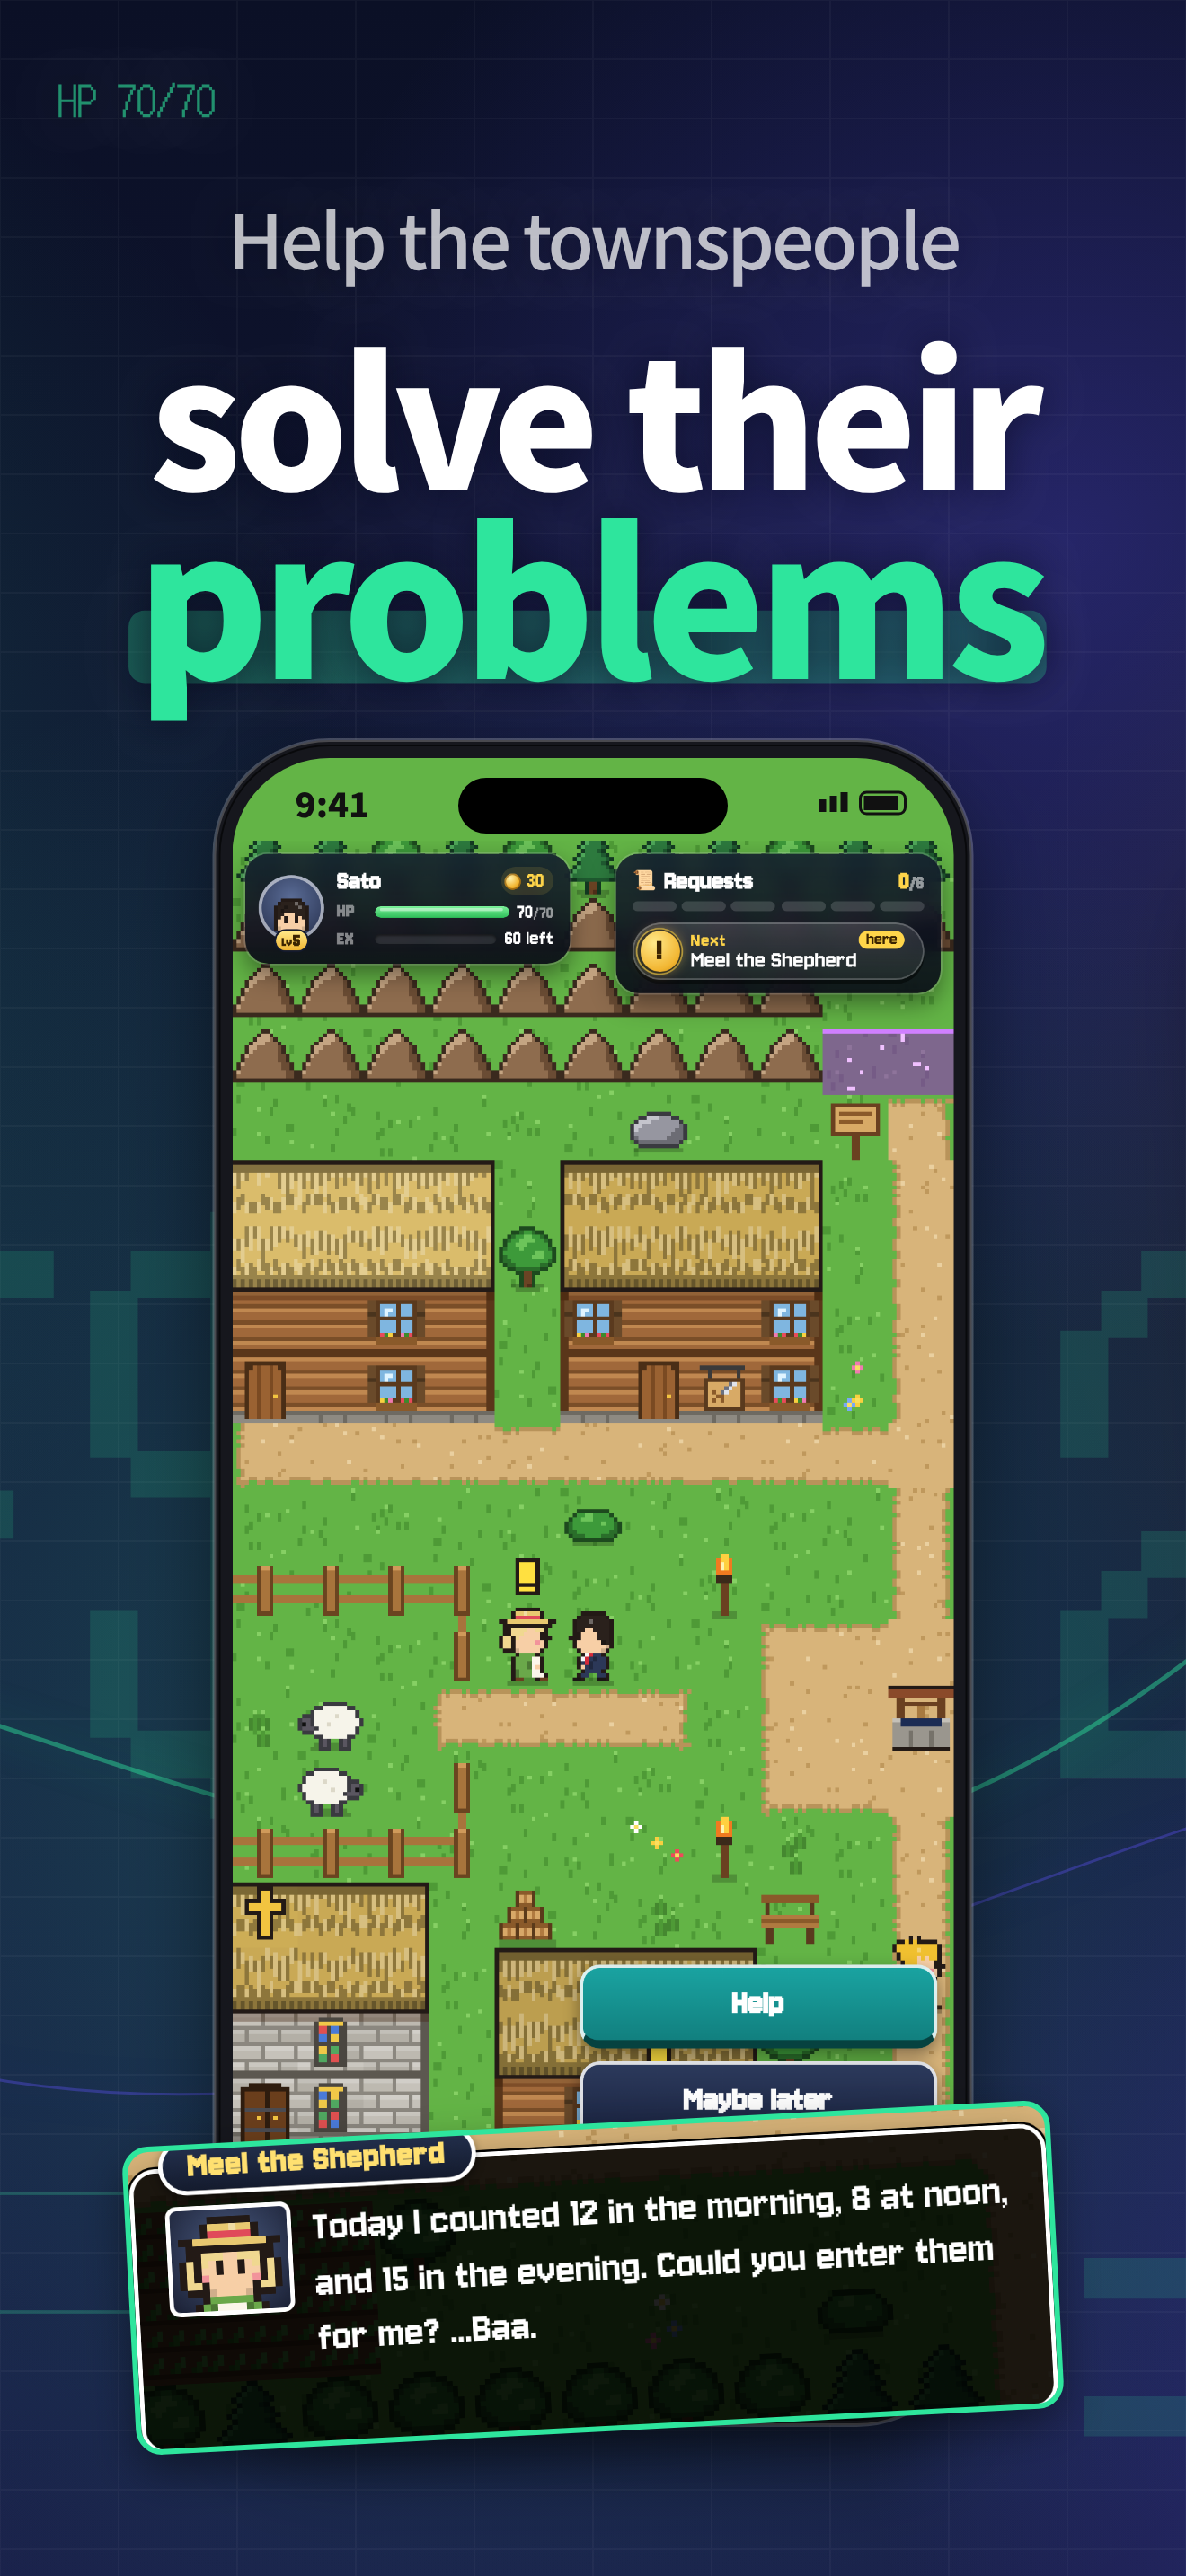 HP 70/70
Help the townspeople
solve their
problems
9:41
Sato
30
HP
70/70
Lv5
EX
60 left
Requests
0/6
!
Next
here
Meel the Shepherd
Help
Maybe later
Meel the Shepherd
Today I counted 12 in the morning, 8 at noon,
and 15 in the evening. Could you enter them
for me? ...Baa.